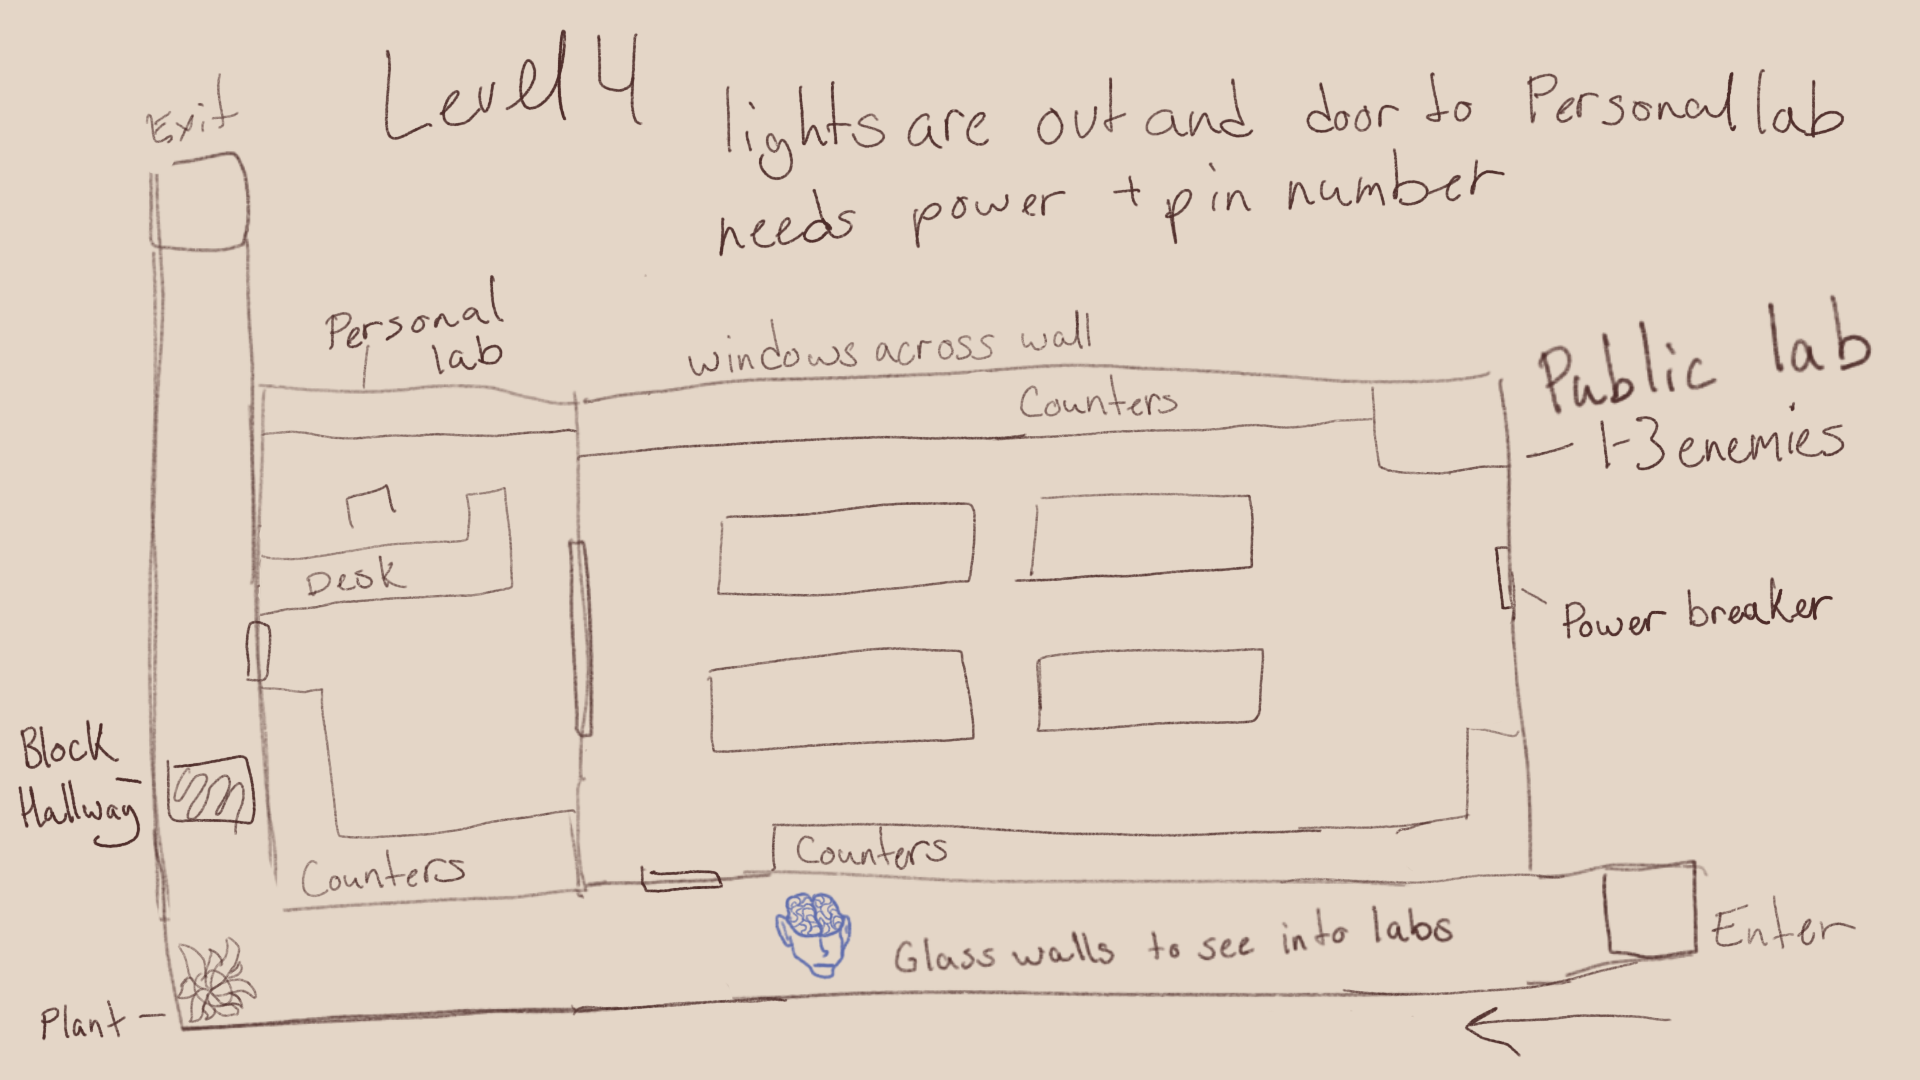 Level 4
Exit
lights are out and door to Personal lab
needs power + pin number
Personal
lab
windows across wall
Public lab
- 1-3 enemies
Counters
Desk
Power breaker
Block
Hallway
Counters
Counters
Glass walls to see into labs
Enter
Plant